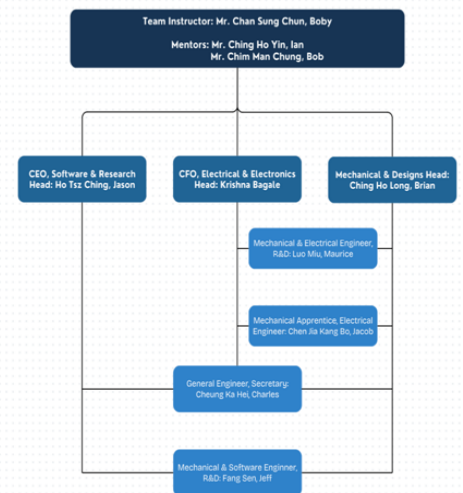 Team Instructor: Mr. Chan Sung Chun, Boby
Mentors: Mr. Ching Ho Yin, Ian
Mr. Chim Man Chung, Bob
CEO, Software & Research
Head: Ho Tsz Ching, Jason
CFO, Electrical & Electronics
Head: Krishna Bagale
Mechanical & Designs Head:
Ching Ho Long, Brian
Mechanical & Electrical Engineer,
R&D: Luo Miu, Maurice
Mechanical Apprentice, Electrical
Engineer: Chen Jia Kang Bo, Jacob
General Engineer, Secretary:
Cheung Ka Hei, Charles
Mechanical & Software Enginner,
R&D: Fang Sen, Jeff